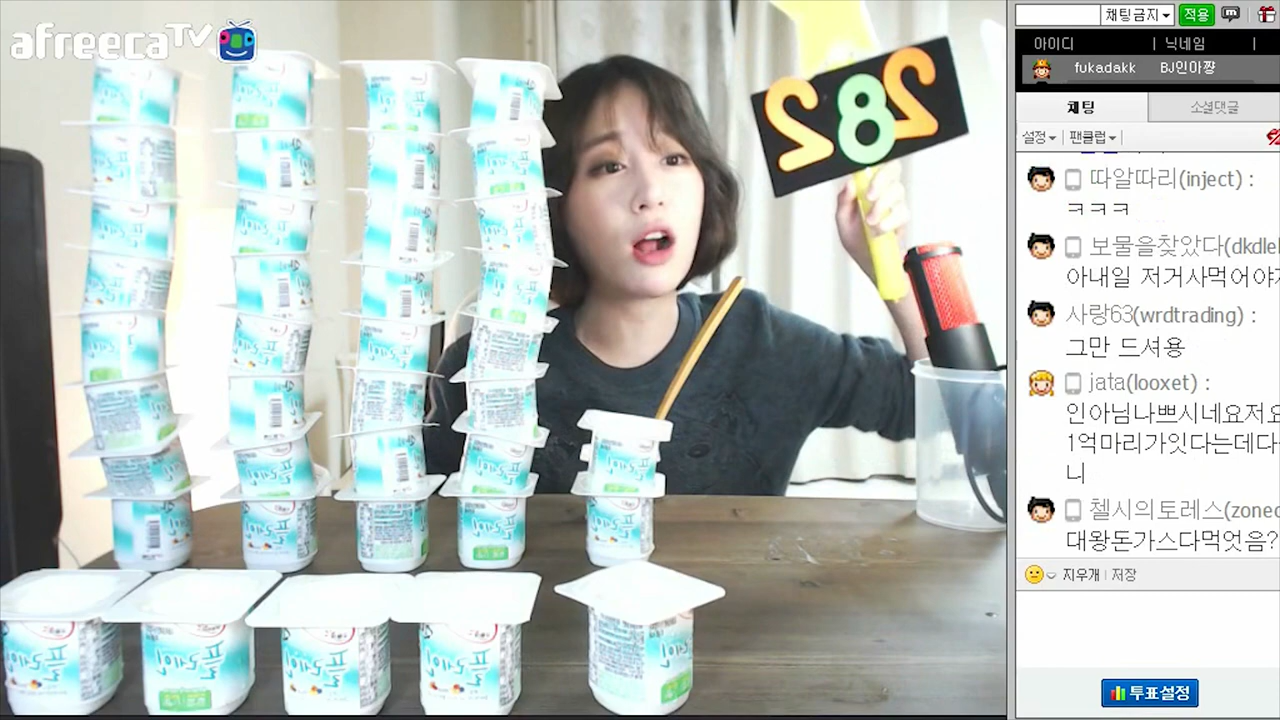 afreecaTV
282
채팅금지
적용
아이디 | 닉네임 |
fukadakk BJ인아쨩
채팅 소셜댓글
설정 | 팬클럽 |
따알따리(inject) :
ㅋㅋㅋ
보물을찾았다(dkdle
아내일 저거사먹어야
사랑63(wrdtrading) :
그만 드셔용
jata(looxet) :
인아님나쁘시네요저요
1억마리가잇다는데다
니
첼시의토레스(zoned
대왕돈가스다먹엇음?
지우개 | 저장
투표설정